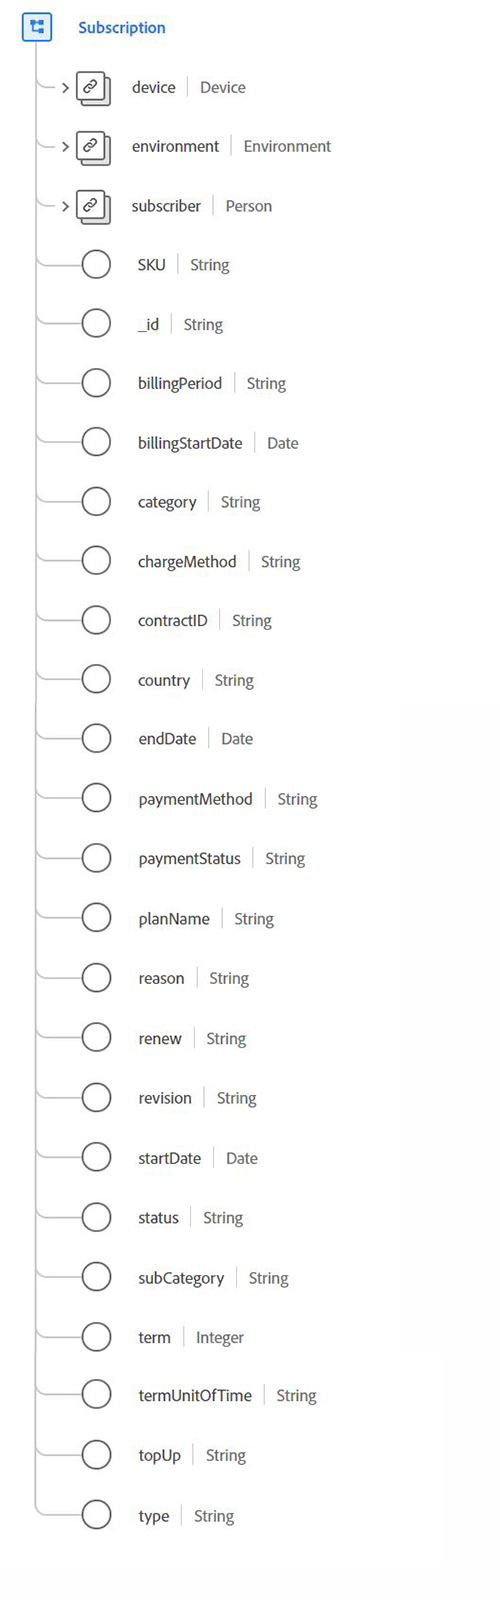 Subscription
device Device
environment Environment
subscriber Person
SKU String
_id String
billingPeriod String
billingStartDate Date
category String
chargeMethod String
contractID String
country String
endDate Date
paymentMethod String
paymentStatus String
planName String
reason String
renew String
revision String
startDate Date
status String
subCategory String
term Integer
termUnitOfTime String
topUp String
type String